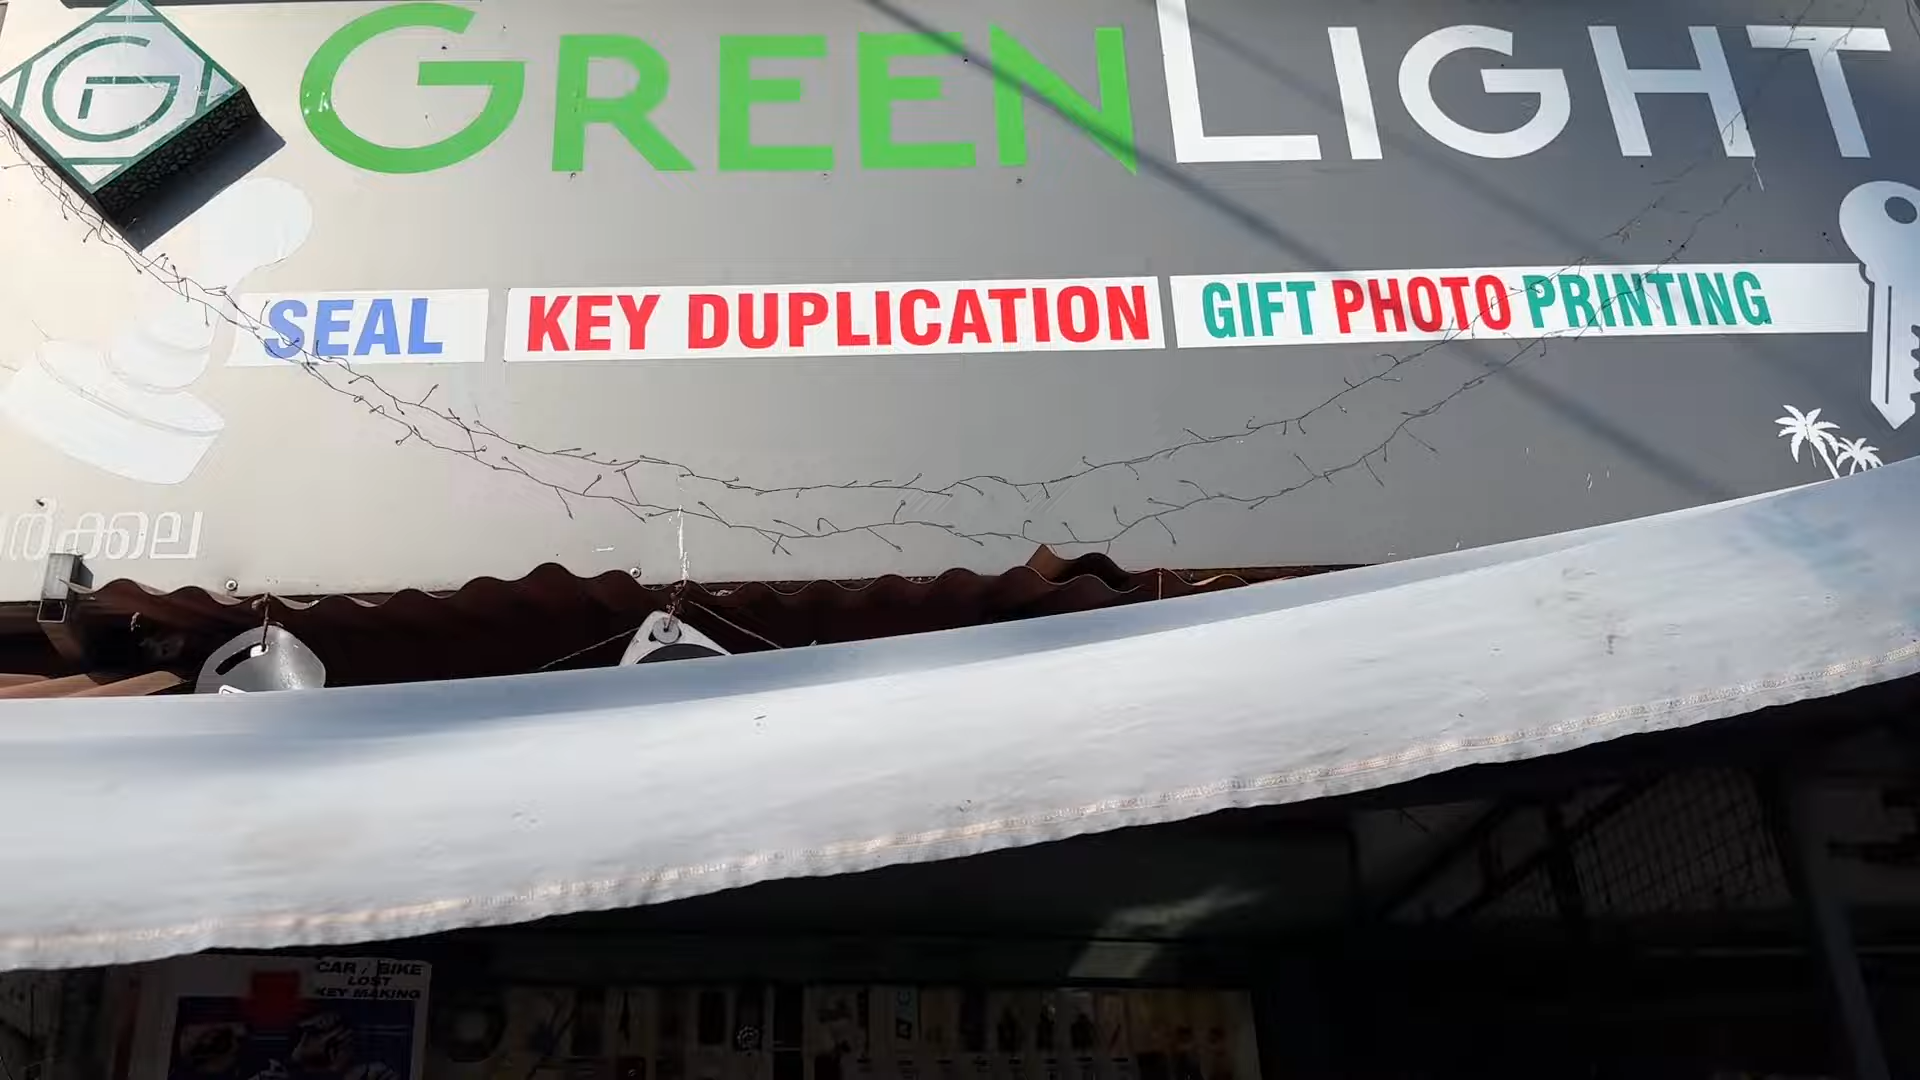 GREENLIGHT
SEAL KEY DUPLICATION GIFT PHOTO PRINTING
CAR / BIKE
LOST
KEY MAKING